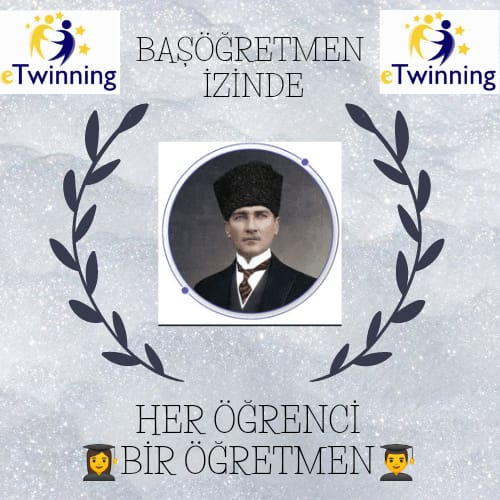 eTwinning
eTwinning
BAŞÖĞRETMEN
İZİNDE
HER ÖĞRENCİ
BİR ÖĞRETMEN